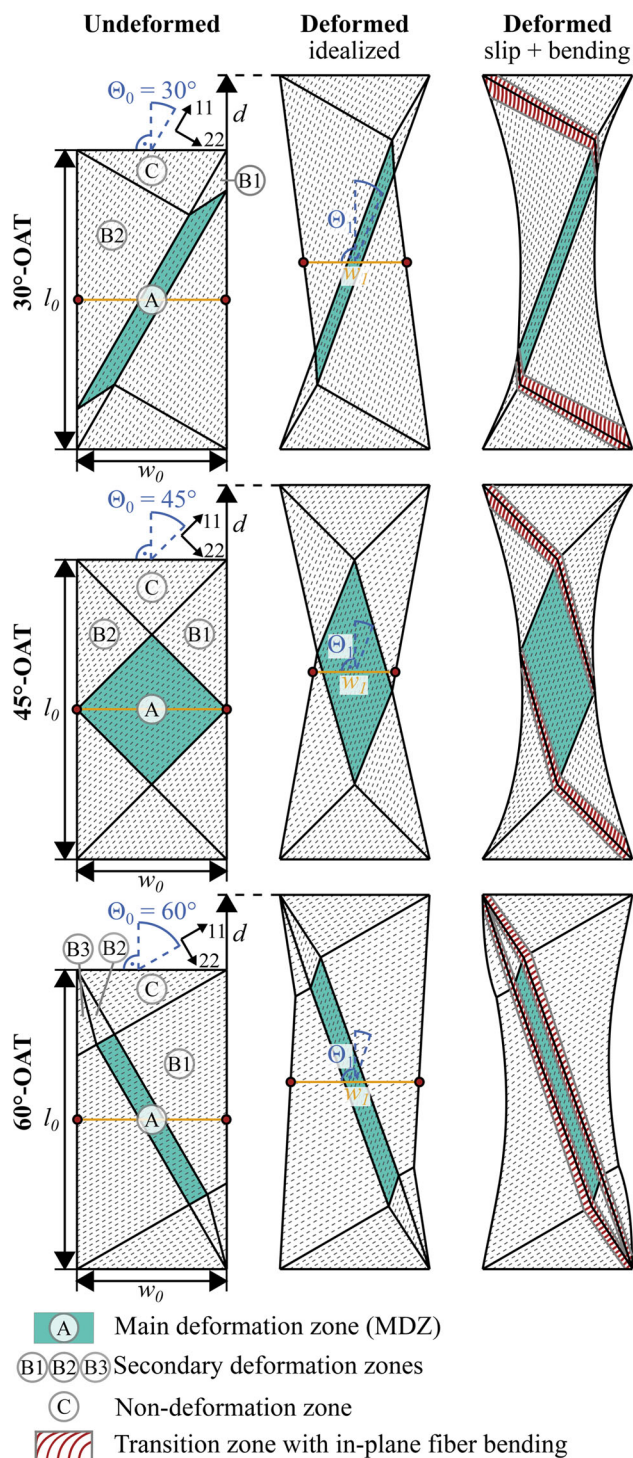 Undeformed
Deformed
idealized
Deformed
slip + bending
30°-OAT
Θ₀ = 30°
11
22
d
C
B1
B2
A
l₀
w₀
Θ₁
w₁
45°-OAT
Θ₀ = 45°
11
22
d
C
B2
B1
A
l₀
w₀
Θ₁
w₁
60°-OAT
Θ₀ = 60°
11
22
d
B3
B2
C
B1
A
l₀
w₀
Θ₁
w₁
A Main deformation zone (MDZ)
B1 B2 B3 Secondary deformation zones
C Non-deformation zone
Transition zone with in-plane fiber bending